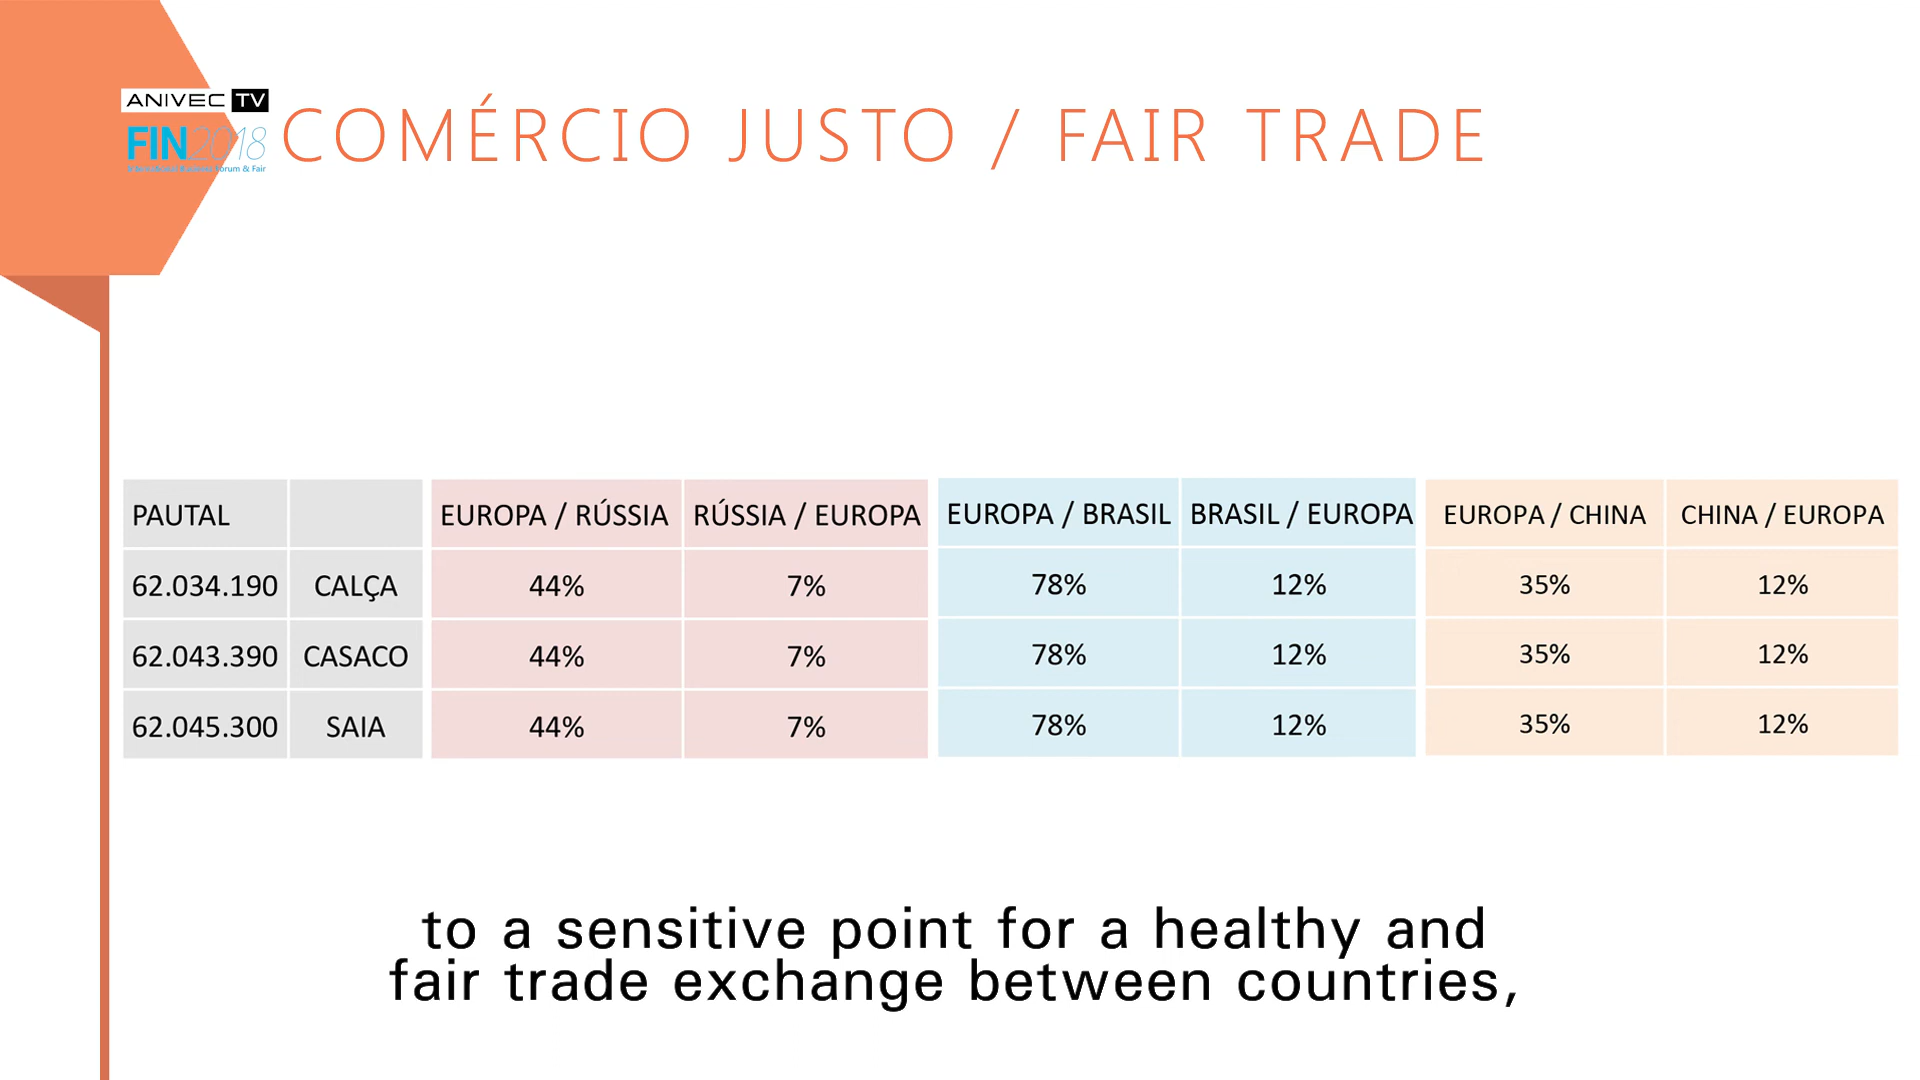 ANIVEC TV
FIN2018
Forum & Fair
COMÉRCIO JUSTO / FAIR TRADE
PAUTAL EUROPA / RÚSSIA RÚSSIA / EUROPA EUROPA / BRASIL BRASIL / EUROPA EUROPA / CHINA CHINA / EUROPA
62.034.190 CALÇA 44% 7% 78% 12% 35% 12%
62.043.390 CASACO 44% 7% 78% 12% 35% 12%
62.045.300 SAIA 44% 7% 78% 12% 35% 12%
to a sensitive point for a healthy and
fair trade exchange between countries,